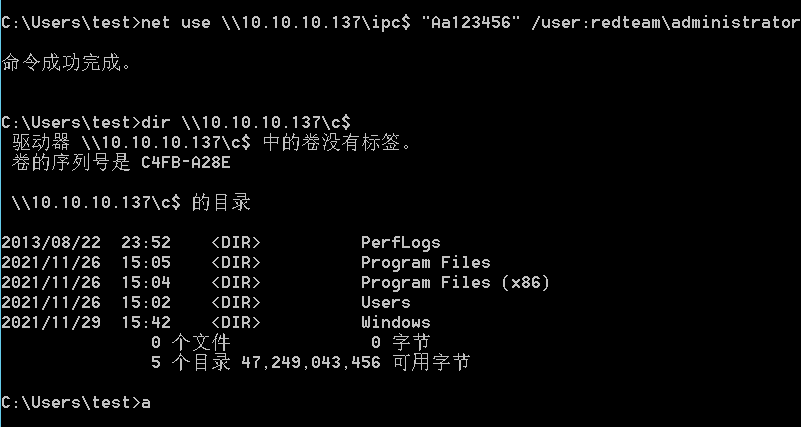 C:\Users\test>net use \\10.10.10.137\ipc$ "Aa123456" /user:redteam\administrator
命令成功完成。
C:\Users\test>dir \\10.10.10.137\c$
驱动器 \\10.10.10.137\c$ 中的卷没有标签。
卷的序列号是 C4FB-A28E
\\10.10.10.137\c$ 的目录
2013/08/22  23:52    <DIR>          PerfLogs
2021/11/26  15:05    <DIR>          Program Files
2021/11/26  15:04    <DIR>          Program Files (x86)
2021/11/26  15:02    <DIR>          Users
2021/11/29  15:42    <DIR>          Windows
0 个文件              0 字节
5 个目录 47,249,043,456 可用字节
C:\Users\test>a